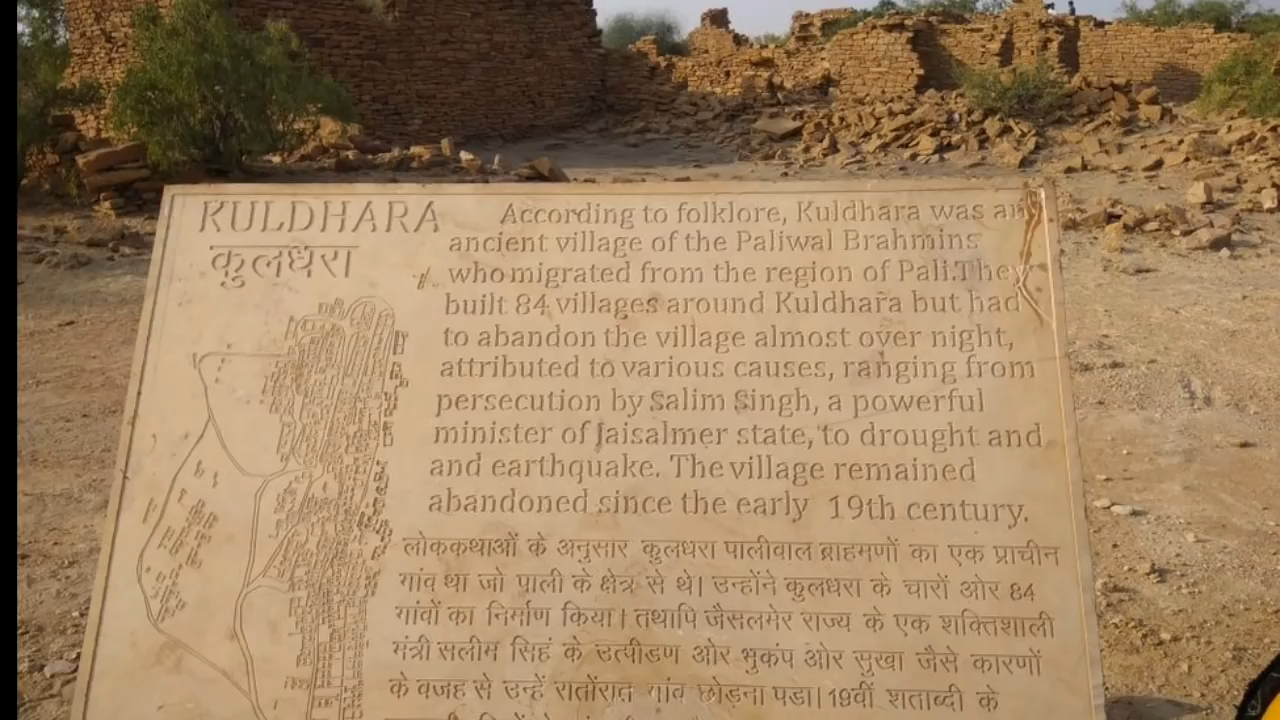 KULDHARA
कुलधरा
According to folklore, Kuldhara was an
ancient village of the Paliwal Brahmins
who migrated from the region of Pali.They
built 84 villages around Kuldhara but had
to abandon the village almost over night,
attributed to various causes, ranging from
persecution by Salim Singh, a powerful
minister of Jaisalmer state, to drought and
and earthquake. The village remained
abandoned since the early 19th century.
लोककथाओं के अनुसार कुलधरा पालीवाल ब्राहमणों का एक प्राचीन
गांव था जो पाली के क्षेत्र से थे। उन्होंने कुलधरा के चारों ओर 84
गांवों का निर्माण किया। तथापि जैसलमेर राज्य के एक शक्तिशाली
मंत्री सलीम सिहं के उत्पीडण ओर भुकंप ओर सुखा जैसे कारणों
के वजह से उन्हें रातोंरात गांव छोड़ना पडा। 19वीं शताब्दी के